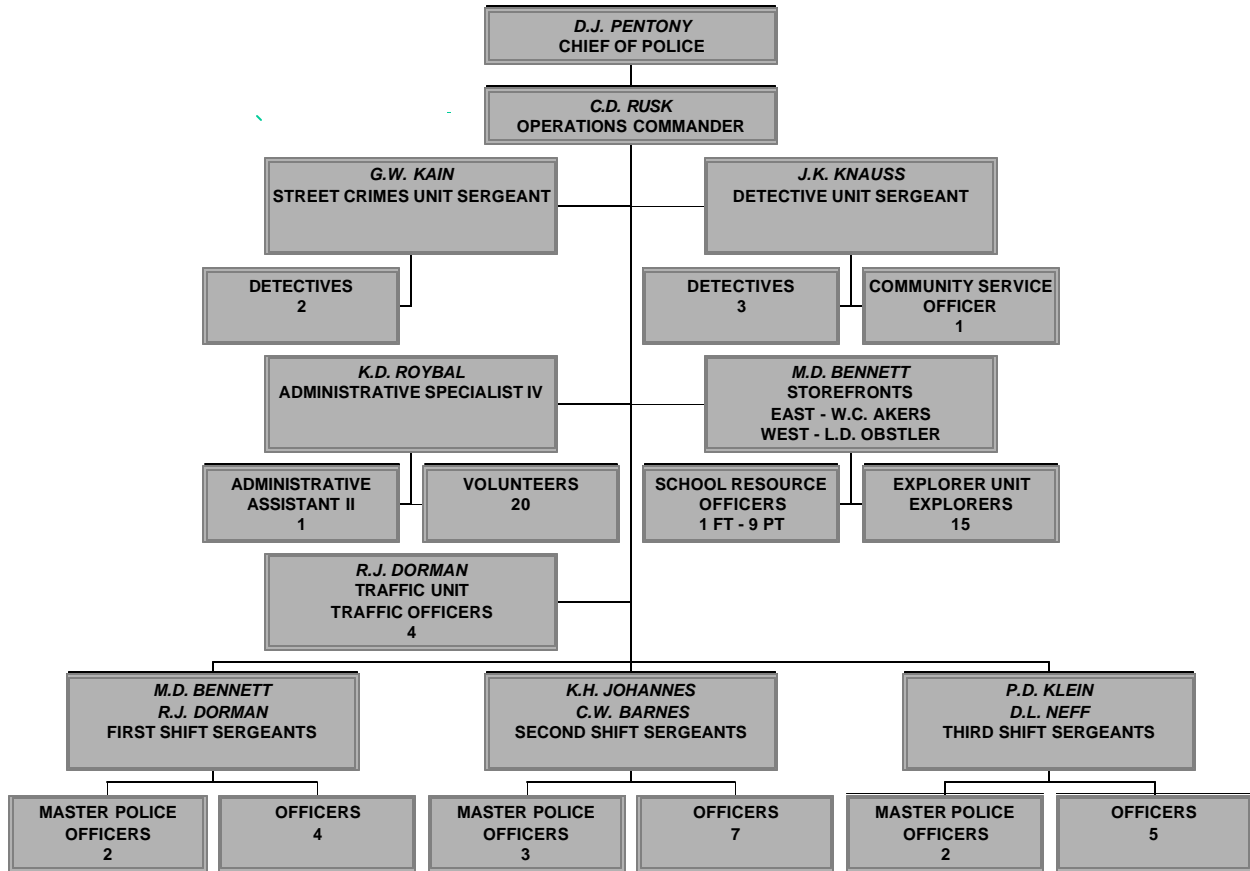 D.J. PENTONY
CHIEF OF POLICE
C.D. RUSK
OPERATIONS COMMANDER
G.W. KAIN
STREET CRIMES UNIT SERGEANT
J.K. KNAUSS
DETECTIVE UNIT SERGEANT
DETECTIVES
2
DETECTIVES
3
COMMUNITY SERVICE
OFFICER
1
K.D. ROYBAL
ADMINISTRATIVE SPECIALIST IV
M.D. BENNETT
STOREFRONTS
EAST - W.C. AKERS
WEST - L.D. OBSTLER
ADMINISTRATIVE
ASSISTANT II
1
VOLUNTEERS
20
SCHOOL RESOURCE
OFFICERS
1 FT - 9 PT
EXPLORER UNIT
EXPLORERS
15
R.J. DORMAN
TRAFFIC UNIT
TRAFFIC OFFICERS
4
M.D. BENNETT
R.J. DORMAN
FIRST SHIFT SERGEANTS
K.H. JOHANNES
C.W. BARNES
SECOND SHIFT SERGEANTS
P.D. KLEIN
D.L. NEFF
THIRD SHIFT SERGEANTS
MASTER POLICE
OFFICERS
2
OFFICERS
4
MASTER POLICE
OFFICERS
3
OFFICERS
7
MASTER POLICE
OFFICERS
2
OFFICERS
5